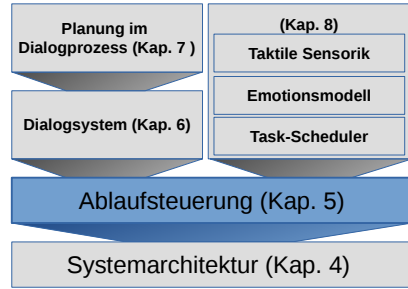 Planung im
Dialogprozess (Kap. 7 )
Dialogsystem (Kap. 6)
(Kap. 8)
Taktile Sensorik
Emotionsmodell
Task-Scheduler
Ablaufsteuerung (Kap. 5)
Systemarchitektur (Kap. 4)